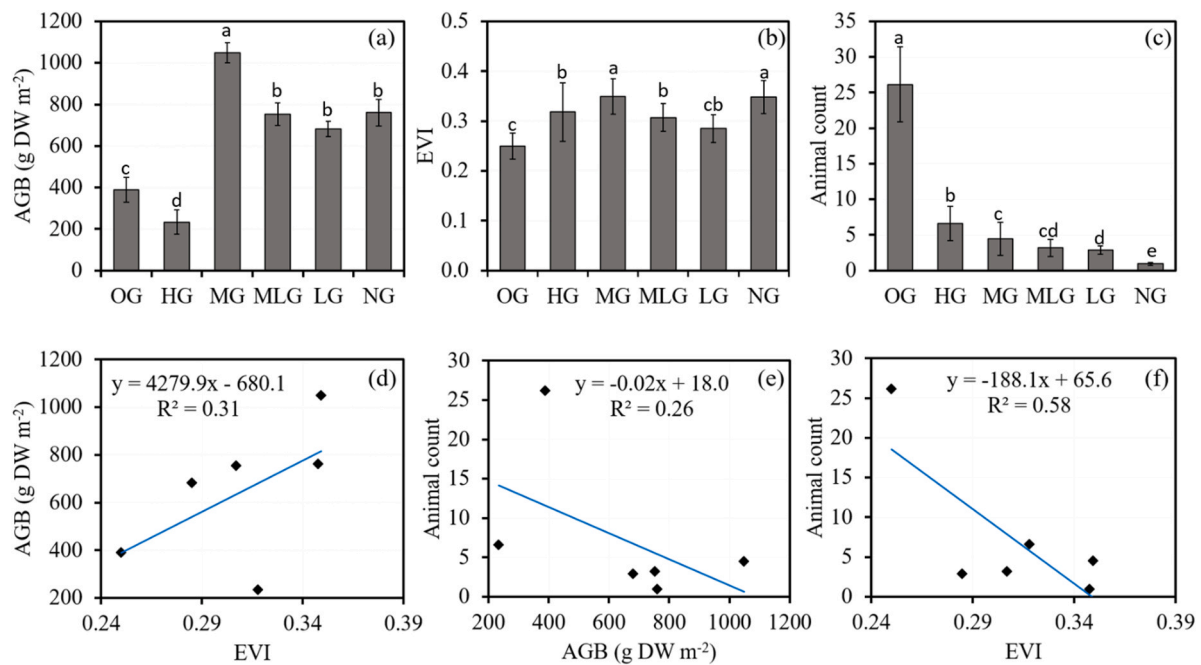 (a)
AGB (g DW m-2)
1200
1000
800
600
400
200
0
c
d
a
b
b
b
OG HG MG MLG LG NG
(b)
EVI
0.5
0.4
0.3
0.2
0.1
0.0
c
b
a
b
cb
a
OG HG MG MLG LG NG
(c)
Animal count
35
30
25
20
15
10
5
0
a
b
c
cd
d
e
OG HG MG MLG LG NG
(d)
y = 4279.9x - 680.1
R² = 0.31
AGB (g DW m-2)
1200
1000
800
600
400
200
0.24 0.29 0.34 0.39
EVI
(e)
y = -0.02x + 18.0
R² = 0.26
Animal count
30
25
20
15
10
5
0
200 400 600 800 1000 1200
AGB (g DW m-2)
(f)
y = -188.1x + 65.6
R² = 0.58
Animal count
30
25
20
15
10
5
0
0.24 0.29 0.34 0.39
EVI